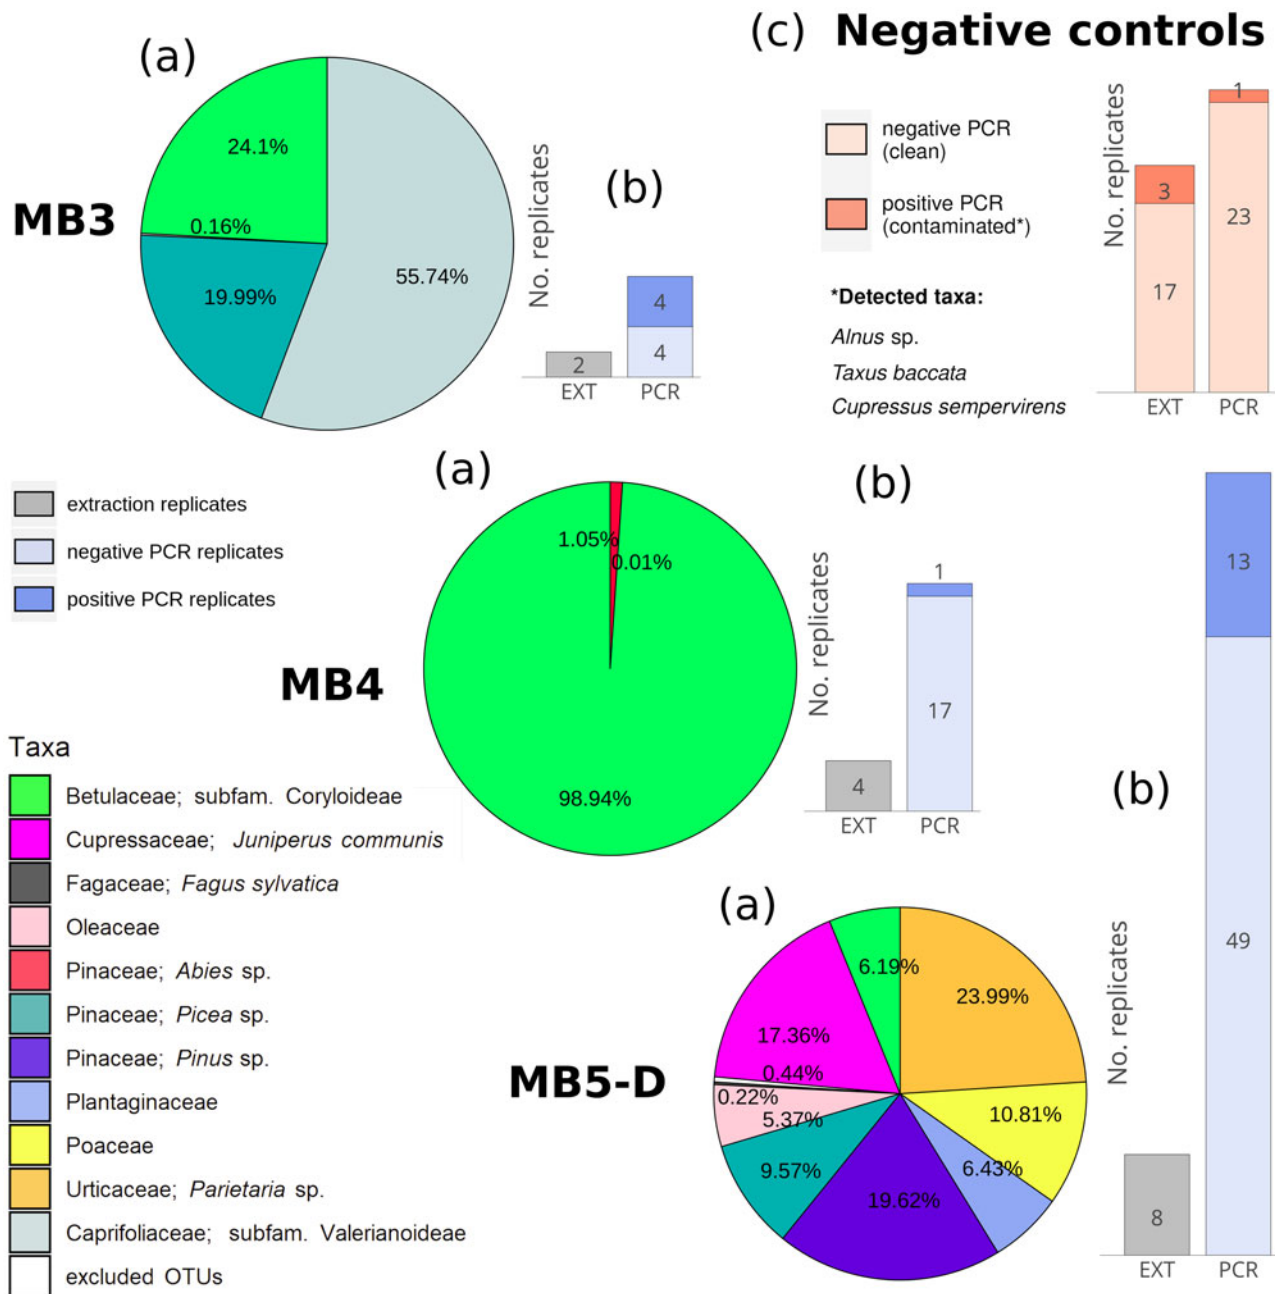 (a)
(c) Negative controls
24.1%
0.16%
19.99%
55.74%
MB3
(b)
No. replicates
2
4
4
EXT PCR
negative PCR
(clean)
positive PCR
(contaminated*)
*Detected taxa:
Alnus sp.
Taxus baccata
Cupressus sempervirens
No. replicates
3
17
1
23
EXT PCR
extraction replicates
negative PCR replicates
positive PCR replicates
(a)
1.05%
0.01%
98.94%
MB4
(b)
No. replicates
4
1
17
EXT PCR
Taxa
Betulaceae; subfam. Coryloideae
Cupressaceae; Juniperus communis
Fagaceae; Fagus sylvatica
Oleaceae
Pinaceae; Abies sp.
Pinaceae; Picea sp.
Pinaceae; Pinus sp.
Plantaginaceae
Poaceae
Urticaceae; Parietaria sp.
Caprifoliaceae; subfam. Valerianoideae
excluded OTUs
(a)
6.19%
23.99%
17.36%
0.44%
0.22%
5.37%
10.81%
9.57%
6.43%
19.62%
MB5-D
(b)
No. replicates
8
13
49
EXT PCR